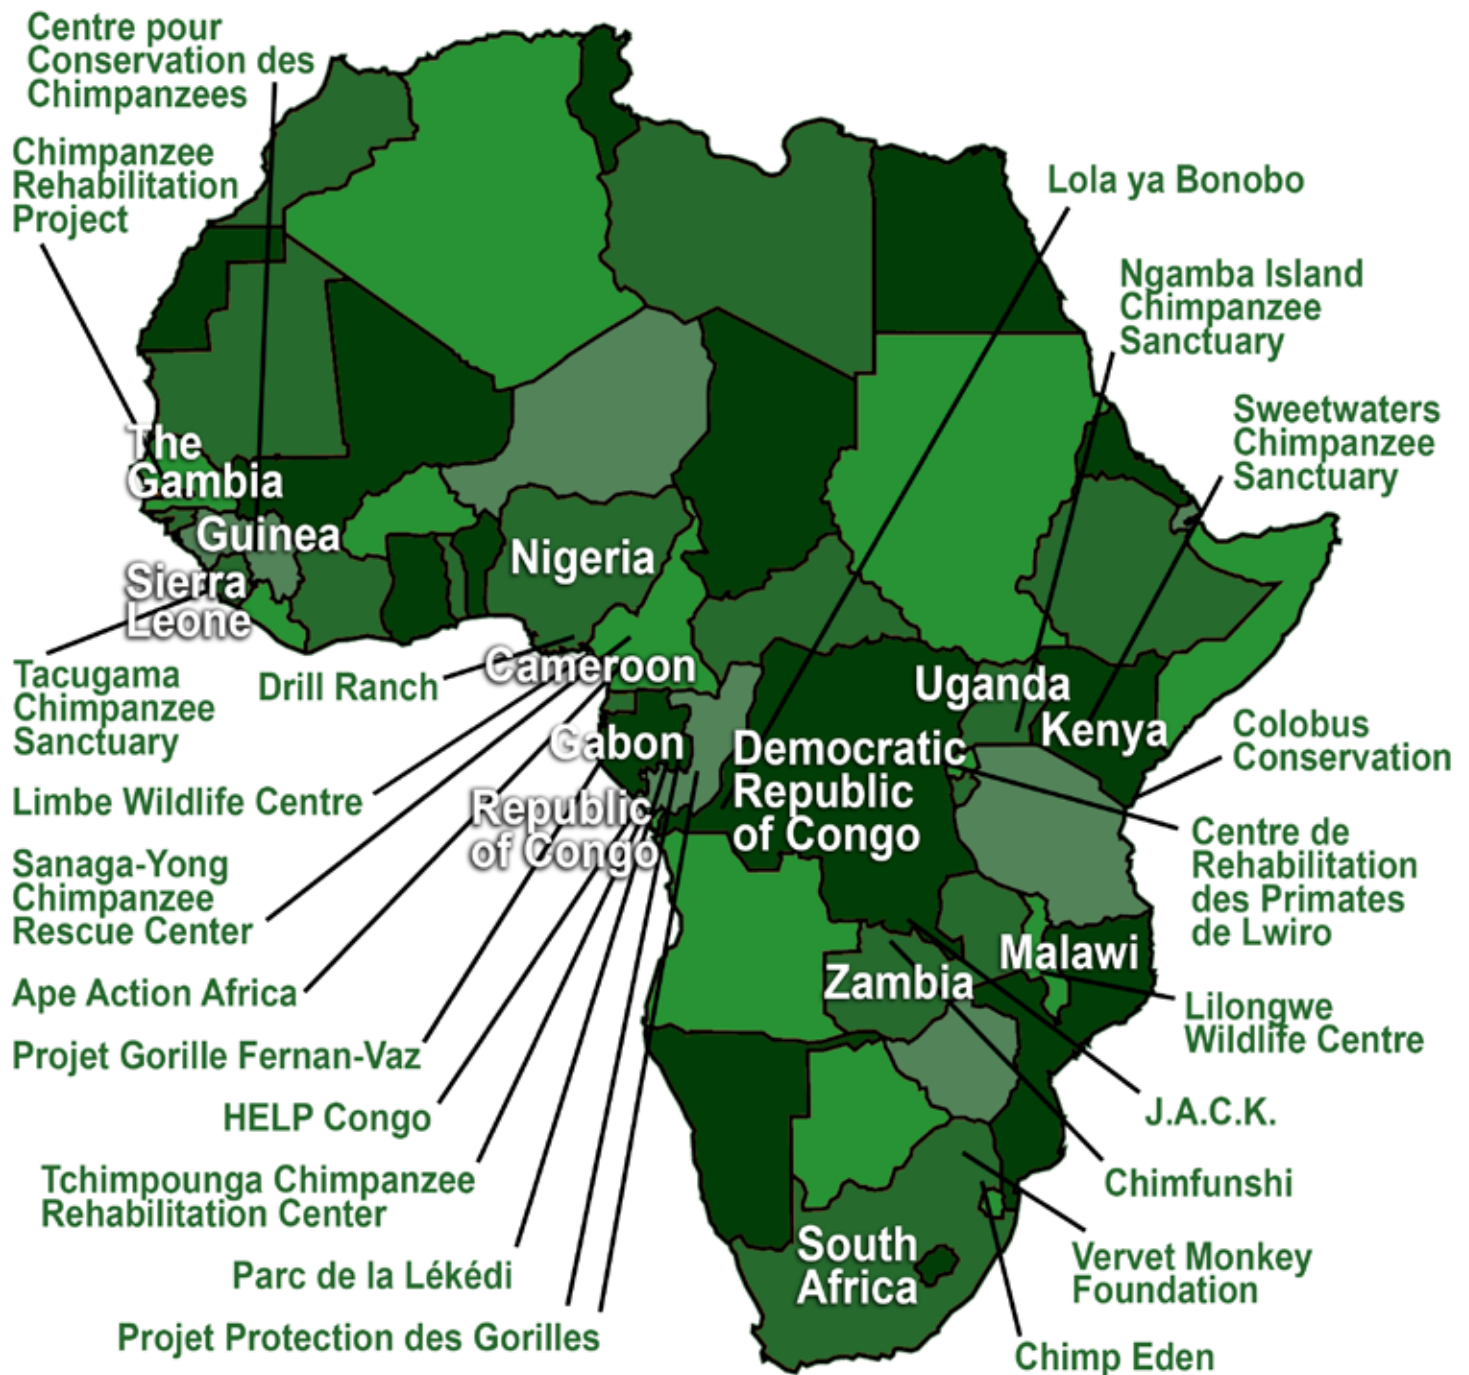 Centre pour
Conservation des
Chimpanzees
Chimpanzee
Rehabilitation
Project
Lola ya Bonobo
Ngamba Island
Chimpanzee
Sanctuary
Sweetwaters
Chimpanzee
Sanctuary
The
Gambia
Guinea
Sierra
Leone
Nigeria
Cameroon
Gabon
Republic
of Congo
Democratic
Republic
of Congo
Uganda
Kenya
Malawi
Zambia
South
Africa
Tacugama
Chimpanzee
Sanctuary
Drill Ranch
Limbe Wildlife Centre
Sanaga-Yong
Chimpanzee
Rescue Center
Ape Action Africa
Projet Gorille Fernan-Vaz
HELP Congo
Tchimpounga Chimpanzee
Rehabilitation Center
Parc de la Lékédi
Projet Protection des Gorilles
Colobus
Conservation
Centre de
Rehabilitation
des Primates
de Lwiro
Lilongwe
Wildlife Centre
J.A.C.K.
Chimfunshi
Vervet Monkey
Foundation
Chimp Eden